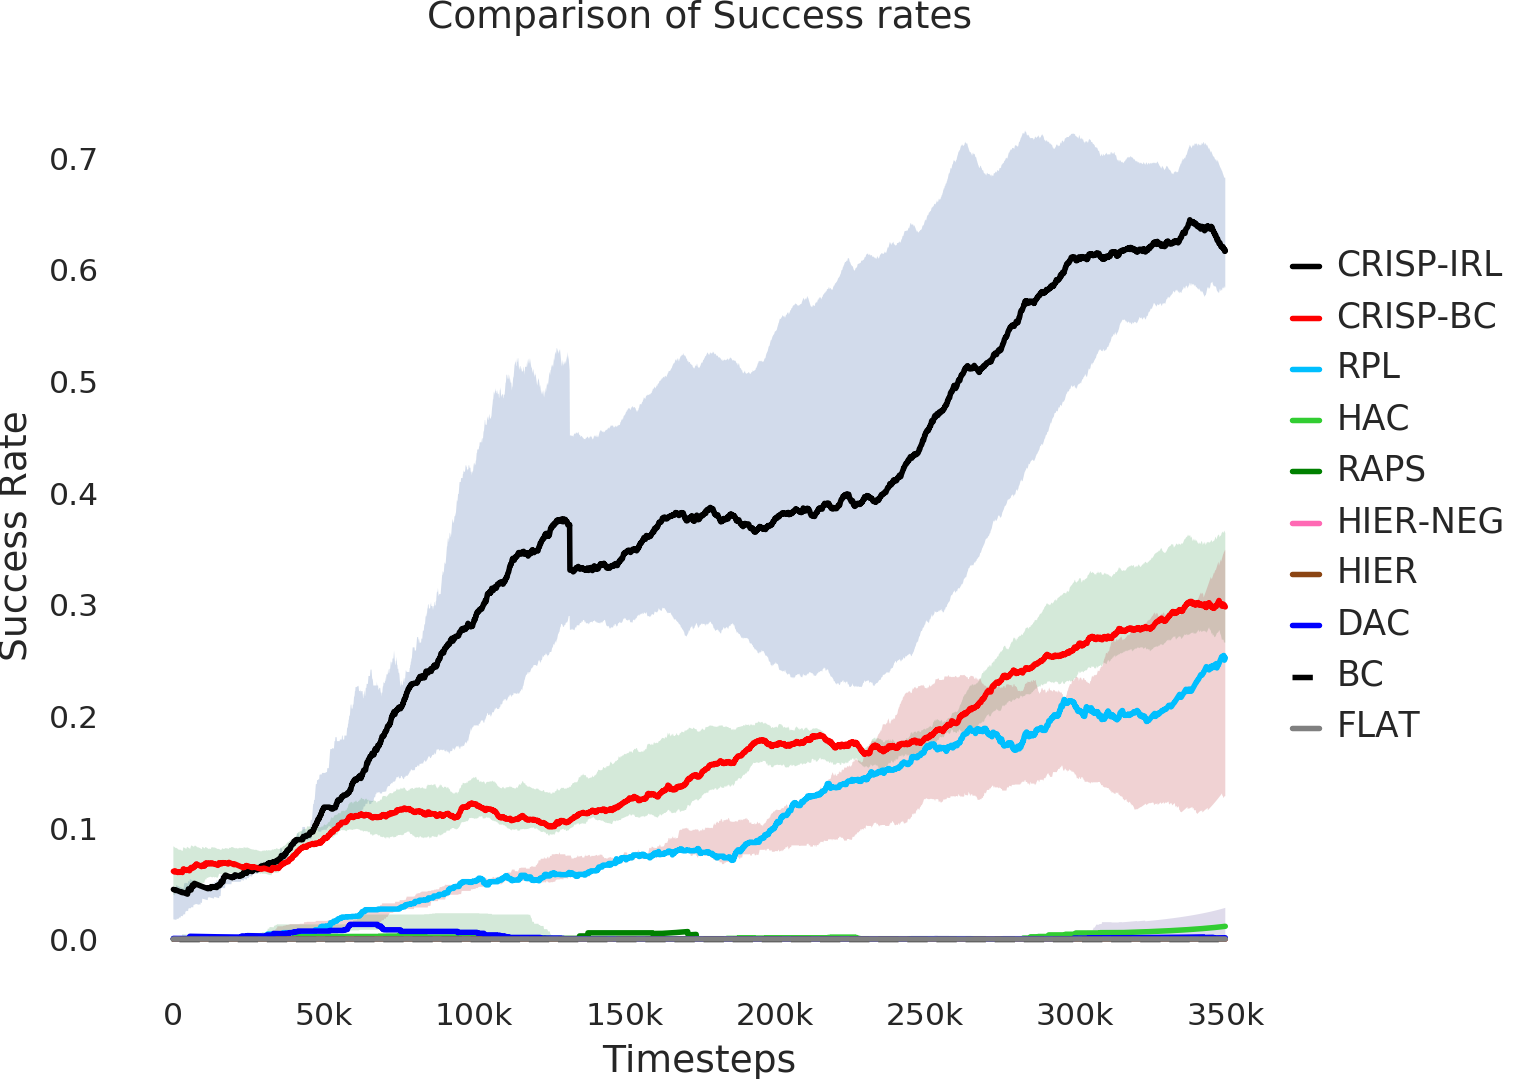 Comparison of Success rates
0.7
0.6
0.5
0.4
0.3
0.2
0.1
0.0
Success Rate
0 50k 100k 150k 200k 250k 300k 350k
Timesteps
CRISP-IRL
CRISP-BC
RPL
HAC
RAPS
HIER-NEG
HIER
DAC
BC
FLAT